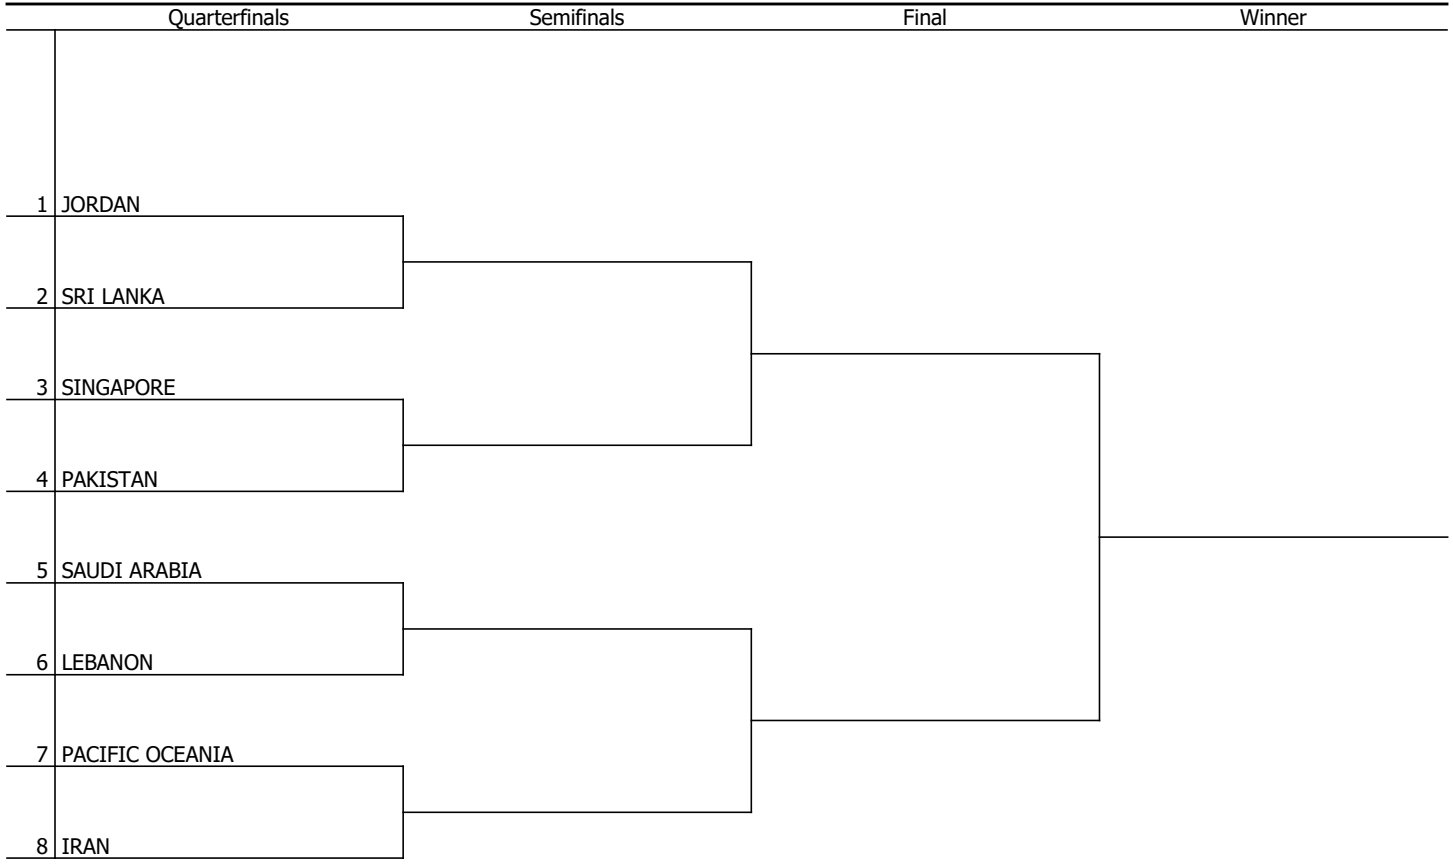 Quarterfinals Semifinals Final Winner
1 JORDAN
2 SRI LANKA
3 SINGAPORE
4 PAKISTAN
5 SAUDI ARABIA
6 LEBANON
7 PACIFIC OCEANIA
8 IRAN